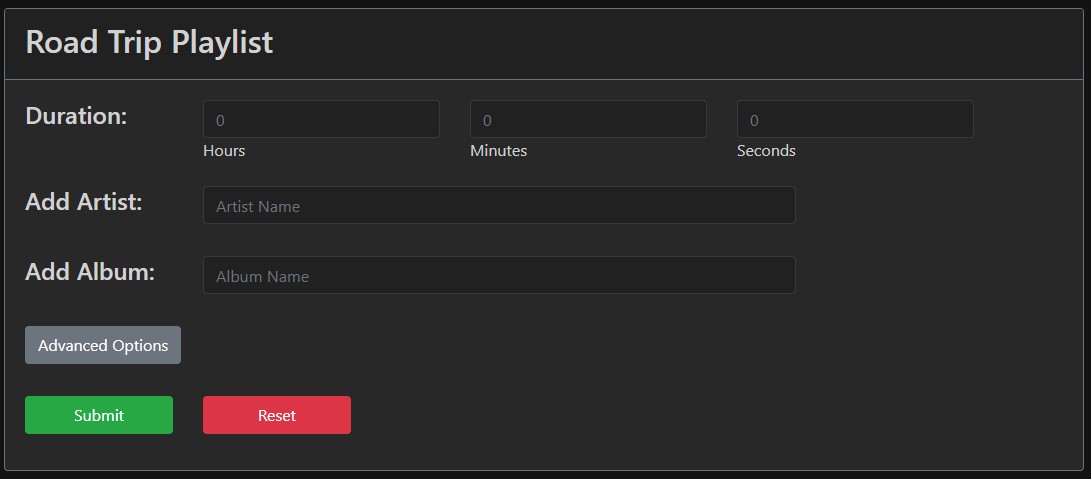 Road Trip Playlist
Duration: 0 0 0
Hours Minutes Seconds
Add Artist: Artist Name
Add Album: Album Name
Advanced Options
Submit Reset